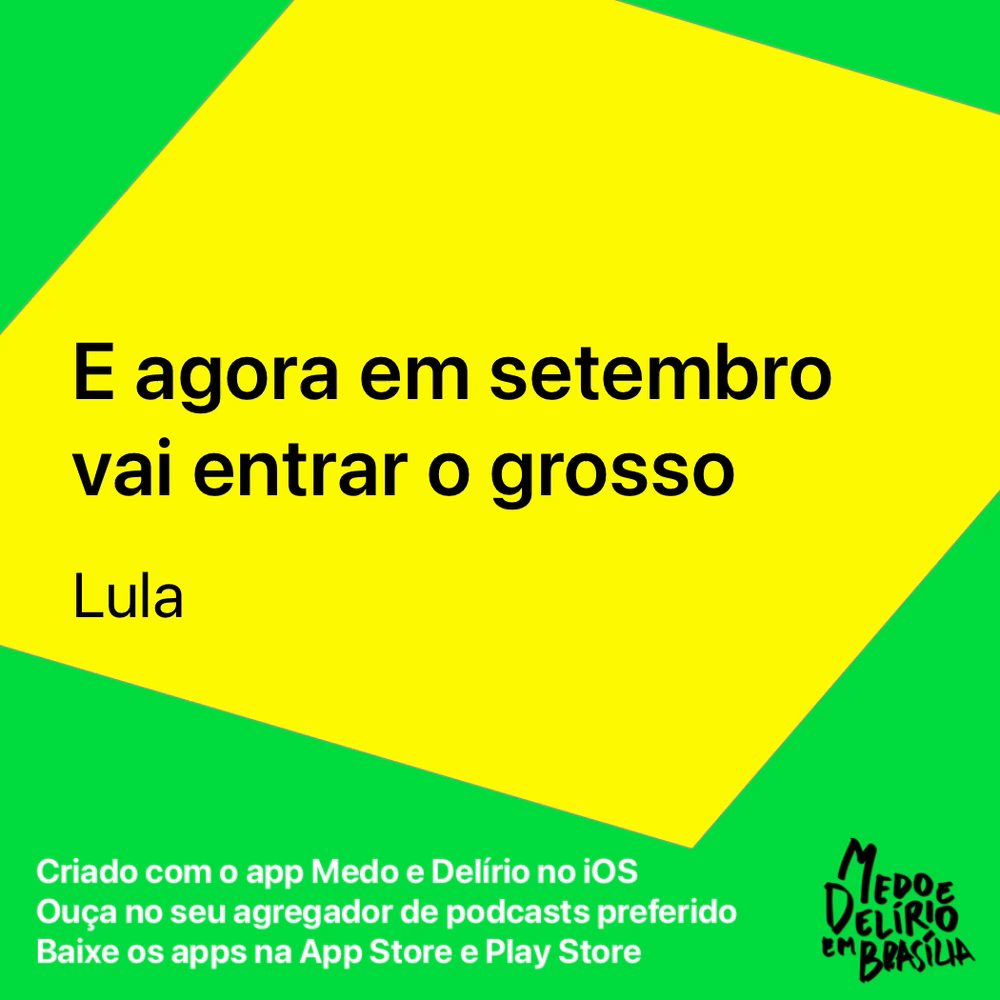 E agora em setembro
vai entrar o grosso
Lula
Criado com o app Medo e Delírio no iOS
Ouça no seu agregador de podcasts preferido
Baixe os apps na App Store e Play Store
MEDO E
DELÍRIO
EM BRASÍLIA